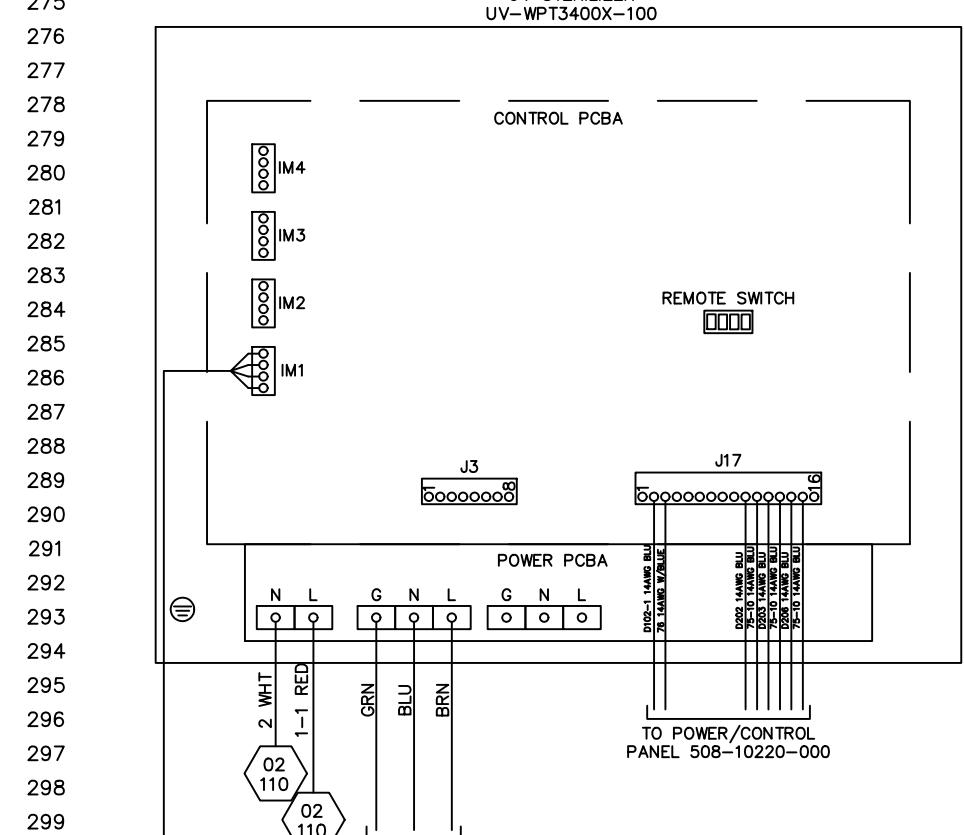 275
UV-WPT3400X-100
276
277
278
CONTROL PCBA
279
280
IM4
281
282
IM3
283
284
IM2
REMOTE SWITCH
285
286
IM1
287
288
289
J3
J17
1
8
1
16
290
291
POWER PCBA
292
293
N L
G N L
G N L
D102-1 14AWG BLU
76 14AWG W/BLUE
D202 14AWG BLU
75-10 14AWG BLU
D203 14AWG BLU
75-10 14AWG BLU
D206 14AWG BLU
75-10 14AWG BLU
294
295
2 WHT
1-1 RED
GRN
BLU
BRN
296
TO POWER/CONTROL
PANEL 508-10220-000
297
02
110
298
299
02
110